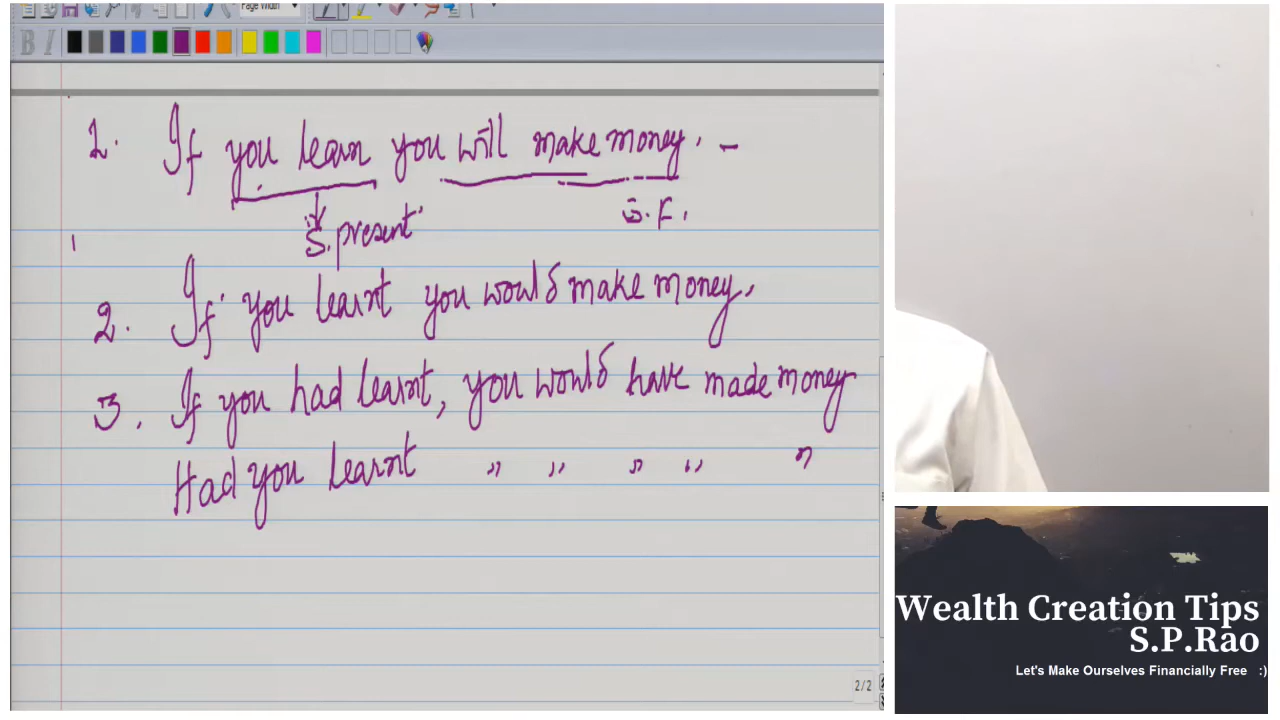 Page Width
B I
1. If you learn you will make money. -
S. present
S. F.
2. If you learnt you would make money,
3. If you had learnt, you would have made money
Had you learnt " " " " "
2/2
Wealth Creation Tips
S.P.Rao
Let's Make Ourselves Financially Free :)